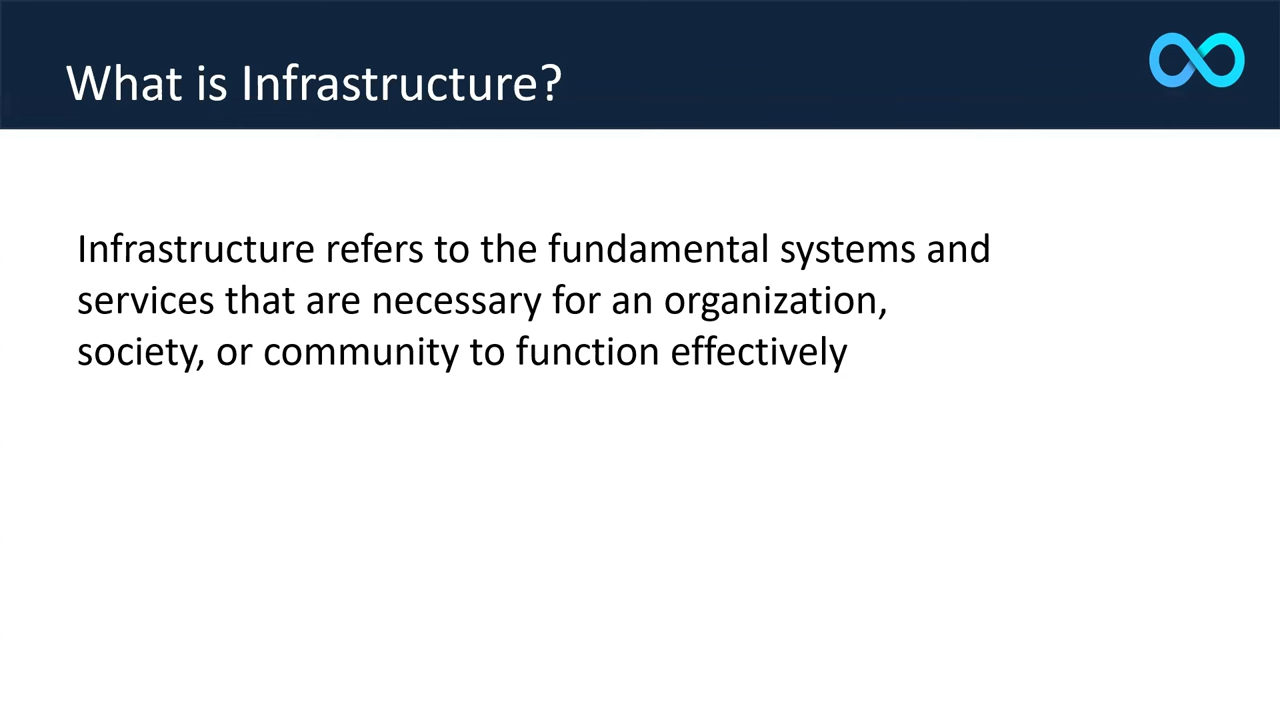 What is Infrastructure?
Infrastructure refers to the fundamental systems and
services that are necessary for an organization,
society, or community to function effectively